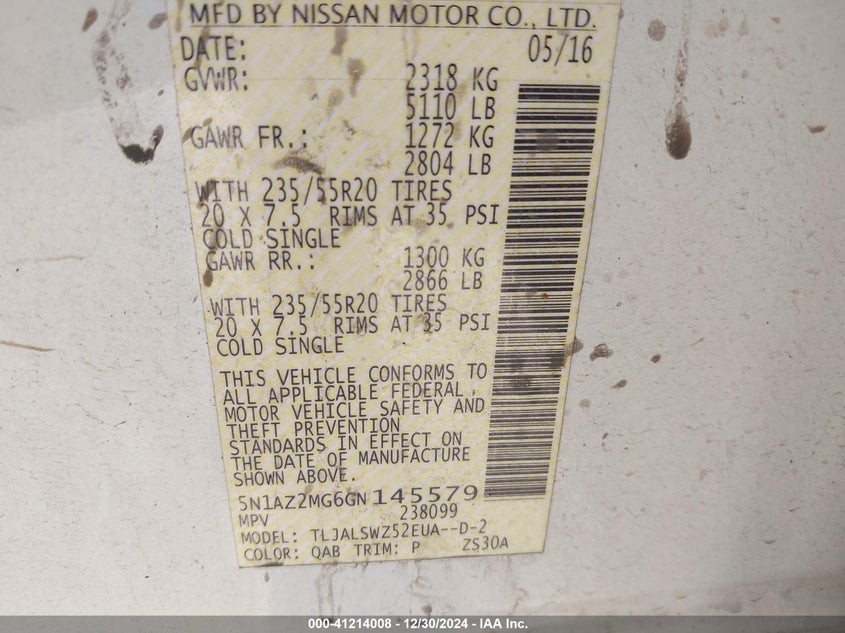 MFD BY NISSAN MOTOR CO., LTD.
DATE: 05/16
GVWR: 2318 KG
5110 LB
GAWR FR.: 1272 KG
2804 LB
WITH 235/55R20 TIRES
20 X 7.5 RIMS AT 35 PSI
COLD SINGLE
GAWR RR.: 1300 KG
2866 LB
WITH 235/55R20 TIRES
20 X 7.5 RIMS AT 35 PSI
COLD SINGLE
THIS VEHICLE CONFORMS TO
ALL APPLICABLE FEDERAL
MOTOR VEHICLE SAFETY AND
THEFT PREVENTION
STANDARDS IN EFFECT ON
THE DATE OF MANUFACTURE
SHOWN ABOVE.
5N1AZ2MG6GN145579
MPV 238099
MODEL: TLJALSWZ52EUA--D-2
COLOR: QAB TRIM: P ZS30A
000-41214008 - 12/30/2024 - IAA Inc.